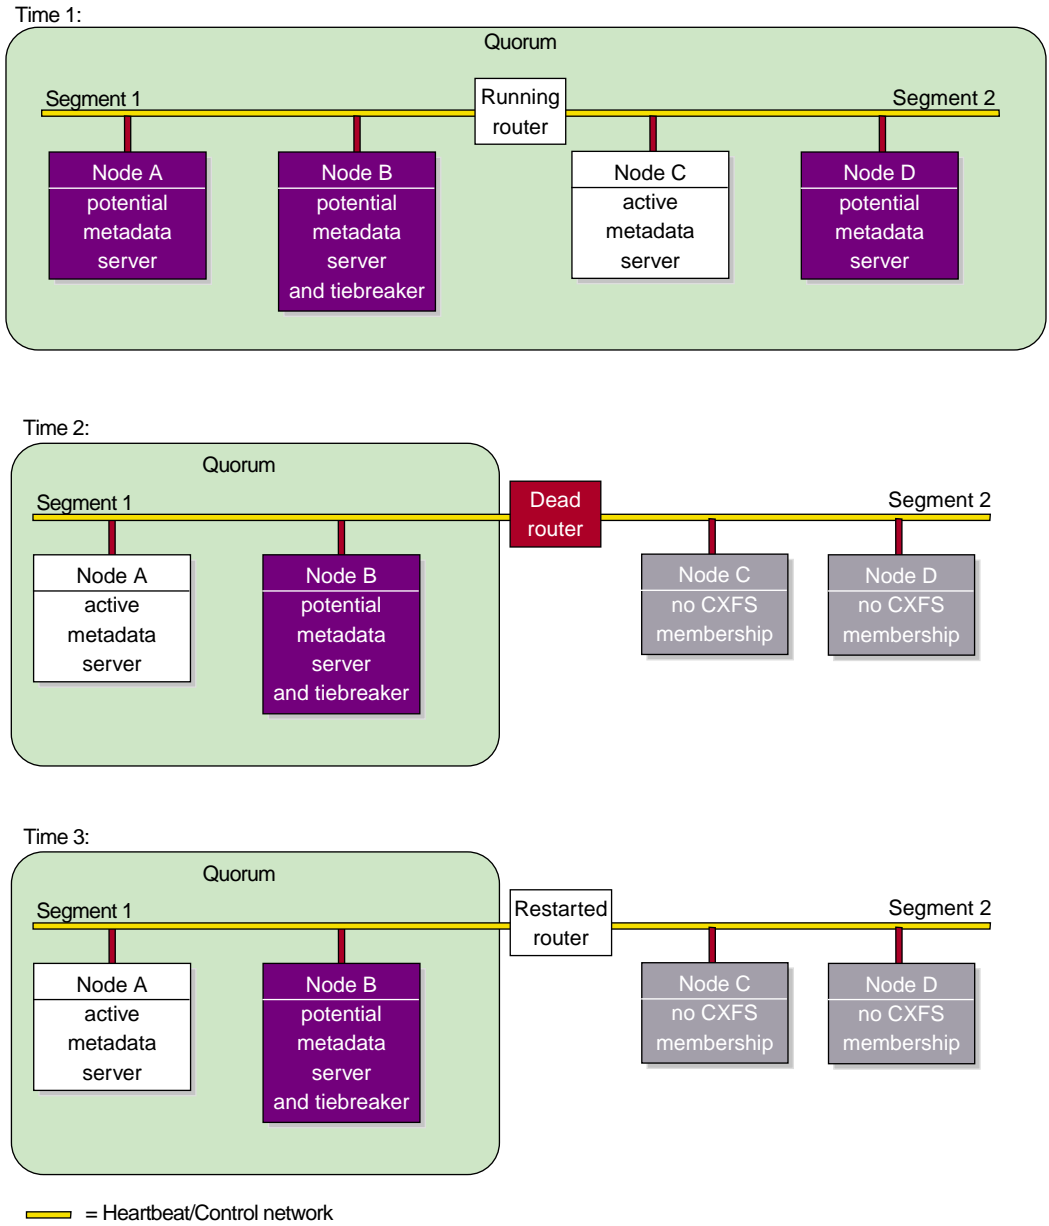 Time 1:
Quorum
Segment 1
Running
router
Segment 2
Node A
potential
metadata
server
Node B
potential
metadata
server
and tiebreaker
Node C
active
metadata
server
Node D
potential
metadata
server
Time 2:
Quorum
Segment 1
Dead
router
Segment 2
Node A
active
metadata
server
Node B
potential
metadata
server
and tiebreaker
Node C
no CXFS
membership
Node D
no CXFS
membership
Time 3:
Quorum
Segment 1
Restarted
router
Segment 2
Node A
active
metadata
server
Node B
potential
metadata
server
and tiebreaker
Node C
no CXFS
membership
Node D
no CXFS
membership
= Heartbeat/Control network